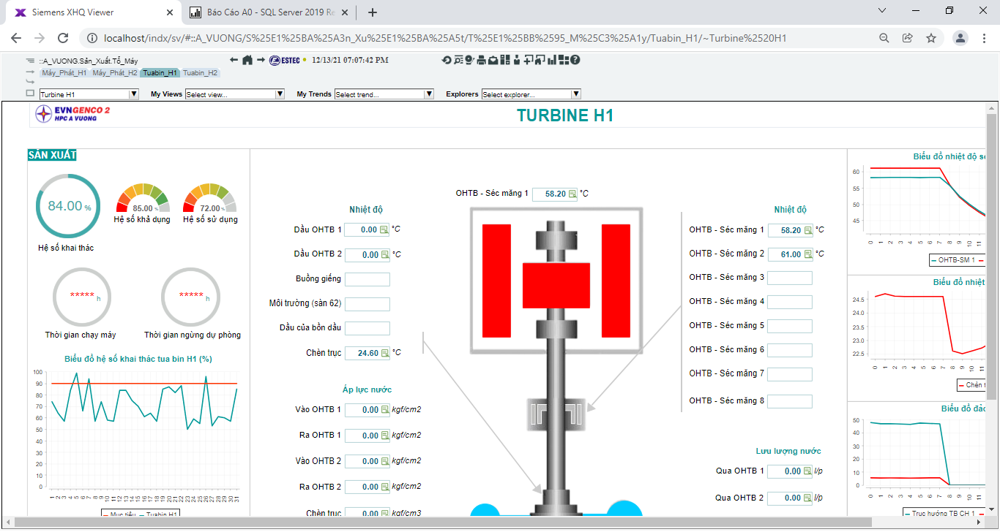 Siemens XHQ Viewer
Báo Cáo A0 - SQL Server 2019 Re
localhost/indx/sv/#::A_VUONG/S%25E1%25BA%25A3n_Xu%25E1%25BA%25A5t/T%25E1%25BB%2595_M%25C3%25A1y/Tuabin_H1/~Turbine%2520H1
::A_VUONG.Sản_Xuất.Tổ_Máy
ESTEC
12/13/21 07:07:42 PM
Máy_Phát_H1 Máy_Phát_H2 Tuabin_H1 Tuabin_H2
Turbine H1 My Views Select view... My Trends Select trend... Explorers Select explorer...
EVNGENCO 2
HPC A VUONG
TURBINE H1
SẢN XUẤT
84.00 %
Hệ số khai thác
85.00 %
Hệ số khả dụng
72.00 %
Hệ số sử dụng
***** h
Thời gian chạy máy
***** h
Thời gian ngừng dự phòng
Biểu đồ hệ số khai thác tua bin H1 (%)
100
90
80
70
60
50
40
30
20
10
0
1 2 3 4 5 6 7 8 9 10 11 12 13 14 15 16 17 18 19 20 21 22 23 24 25 26 27 28 29 30 31
Mục tiêu Tuabin H1
OHTB - Séc măng 1 58.20 °C
Nhiệt độ
Dầu OHTB 1 0.00 °C
Dầu OHTB 2 0.00 °C
Buồng giếng
Môi trường (sàn 62)
Dầu của bồn dầu
Chèn trục 24.60 °C
Áp lực nước
Vào OHTB 1 0.00 kgf/cm2
Ra OHTB 1 0.00 kgf/cm2
Vào OHTB 2 0.00 kgf/cm2
Ra OHTB 2 0.00 kgf/cm2
Chèn trục 0.00 kgf/cm3
Nhiệt độ
OHTB - Séc măng 1 58.20 °C
OHTB - Séc măng 2 61.00 °C
OHTB - Séc măng 3
OHTB - Séc măng 4
OHTB - Séc măng 5
OHTB - Séc măng 6
OHTB - Séc măng 7
OHTB - Séc măng 8
Lưu lượng nước
Qua OHTB 1 0.00 l/p
Qua OHTB 2 0.00 l/p
Biểu đồ nhiệt độ sé
60
55
50
45
0 1 2 3 4 5 6 7 8 9 10 11
OHTB-SM 1
Biểu đồ nhiệt
24.5
24.0
23.5
23.0
22.5
0 1 2 3 4 5 6 7 8 9 10 11
Chèn t
Biểu đồ đảo
50
40
30
20
10
0
0 1 2 3 4 5 6 7 8 9 10 11
Trục hướng TB CH 1